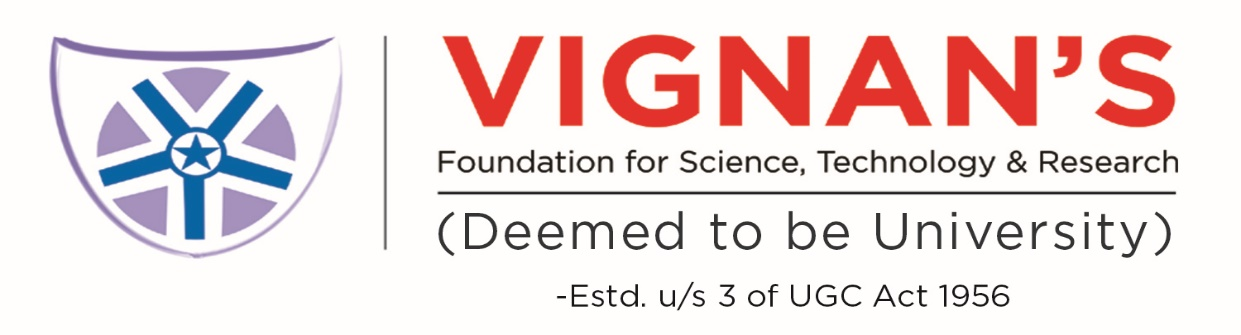 VIGNAN'S
Foundation for Science, Technology & Research
(Deemed to be University)
-Estd. u/s 3 of UGC Act 1956